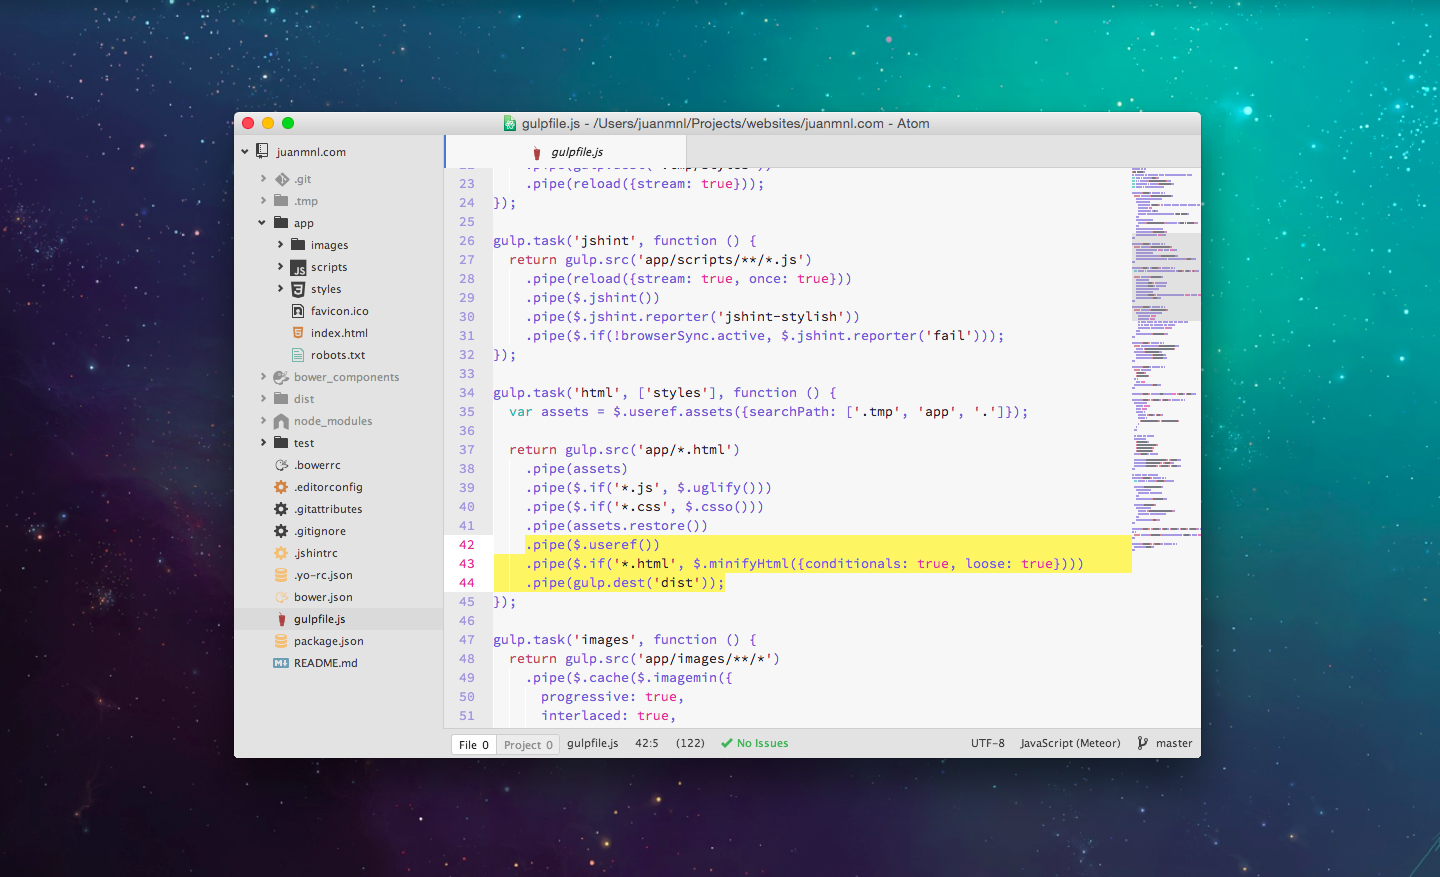 gulpfile.js - /Users/juanmnl/Projects/websites/juanmnl.com - Atom
juanmnl.com
.git
.tmp
app
images
scripts
styles
favicon.ico
index.html
robots.txt
bower_components
dist
node_modules
test
.bowerrc
.editorconfig
.gitattributes
.gitignore
.jshintrc
.yo-rc.json
bower.json
gulpfile.js
package.json
README.md
gulpfile.js
23 .pipe(reload({stream: true}));
24 });
25
26 gulp.task('jshint', function () {
27 return gulp.src('app/scripts/**/*.js')
28 .pipe(reload({stream: true, once: true}))
29 .pipe($.jshint())
30 .pipe($.jshint.reporter('jshint-stylish'))
31 .pipe($.if(!browserSync.active, $.jshint.reporter('fail')));
32 });
33
34 gulp.task('html', ['styles'], function () {
35 var assets = $.useref.assets({searchPath: ['.tmp', 'app', '.']});
36
37 return gulp.src('app/*.html')
38 .pipe(assets)
39 .pipe($.if('*.js', $.uglify()))
40 .pipe($.if('*.css', $.csso()))
41 .pipe(assets.restore())
42 .pipe($.useref())
43 .pipe($.if('*.html', $.minifyHtml({conditionals: true, loose: true})))
44 .pipe(gulp.dest('dist'));
45 });
46
47 gulp.task('images', function () {
48 return gulp.src('app/images/**/*')
49 .pipe($.cache($.imagemin({
50 progressive: true,
51 interlaced: true,
File 0 Project 0 gulpfile.js 42:5 (122) No Issues UTF-8 JavaScript (Meteor) master